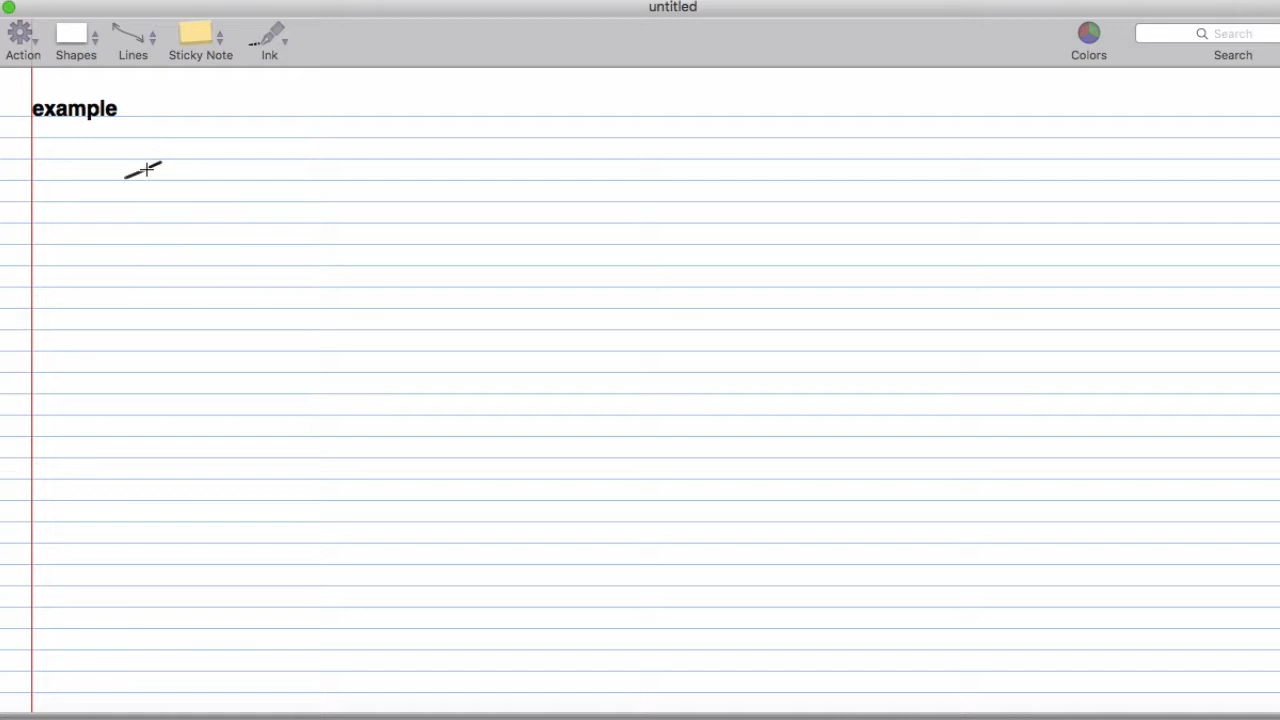 untitled
Action Shapes Lines Sticky Note Ink Colors Search
Search
example